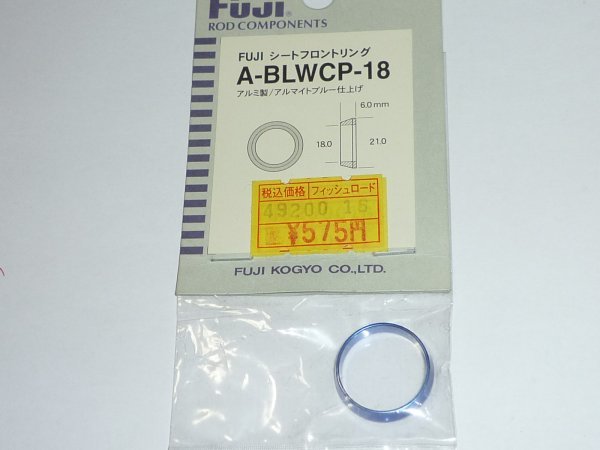 FUJI®
ROD COMPONENTS
FUJI シートフロントリング
A-BLWCP-18
アルミ製/アルマイトブルー仕上げ
6.0mm
18.0
21.0
税込価格 フィッシュロード
49200 18
¥575円
FUJI KOGYO CO.,LTD.